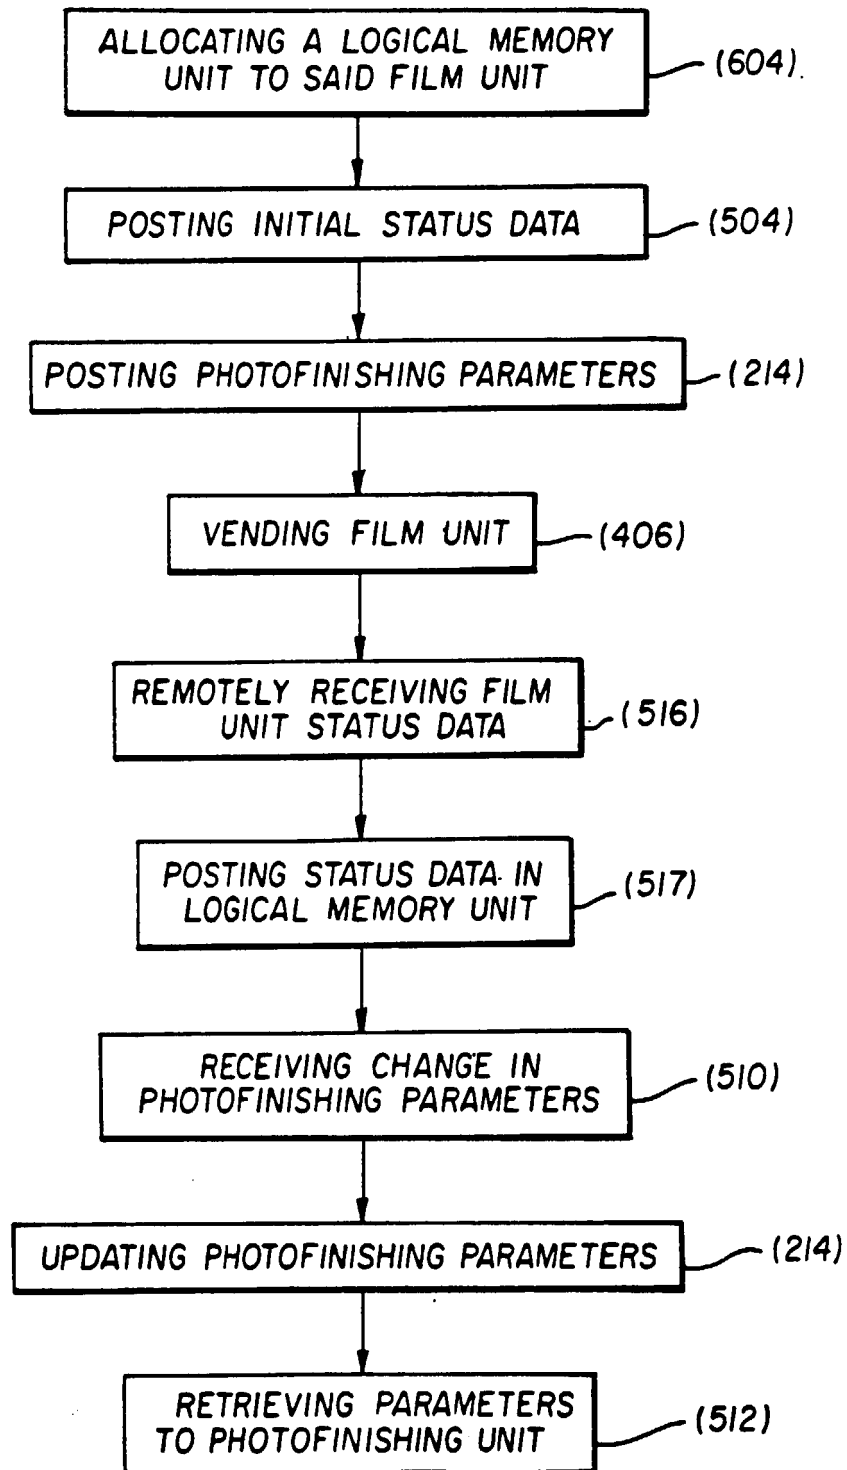 ALLOCATING A LOGICAL MEMORY
UNIT TO SAID FILM UNIT
(604)
POSTING INITIAL STATUS DATA
(504)
POSTING PHOTOFINISHING PARAMETERS
(214)
VENDING FILM UNIT
(406)
REMOTELY RECEIVING FILM
UNIT STATUS DATA
(516)
POSTING STATUS DATA IN
LOGICAL MEMORY UNIT
(517)
RECEIVING CHANGE IN
PHOTOFINISHING PARAMETERS
(510)
UPDATING PHOTOFINISHING PARAMETERS
(214)
RETRIEVING PARAMETERS
TO PHOTOFINISHING UNIT
(512)